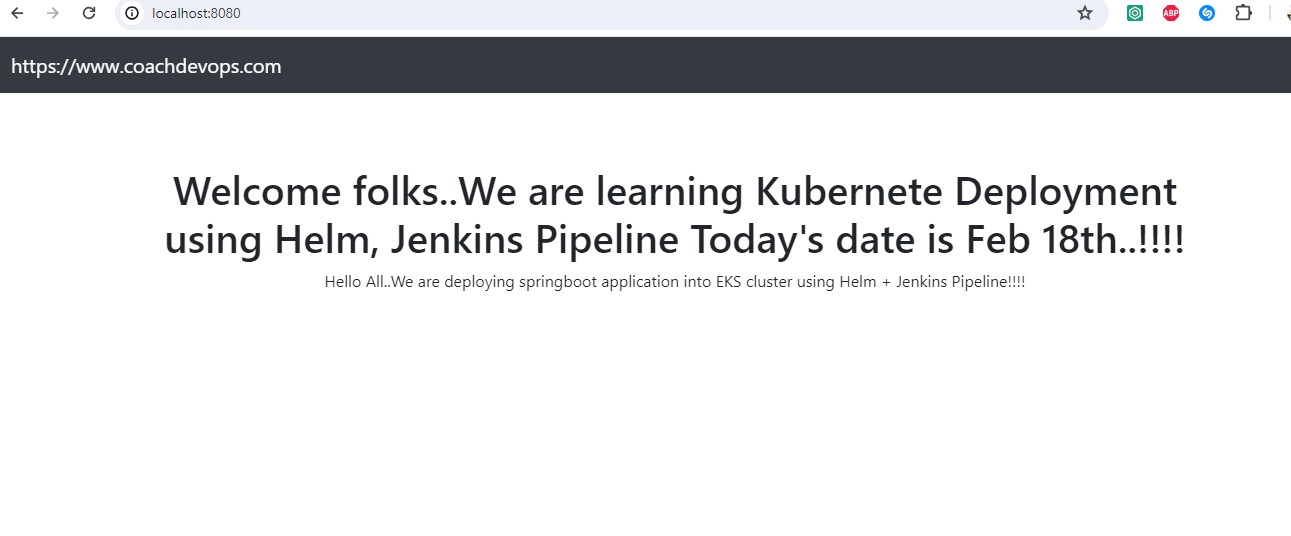 localhost:8080
ABP
https://www.coachdevops.com
Welcome folks..We are learning Kubernete Deployment
using Helm, Jenkins Pipeline Today's date is Feb 18th..!!!!
Hello All..We are deploying springboot application into EKS cluster using Helm + Jenkins Pipeline!!!!